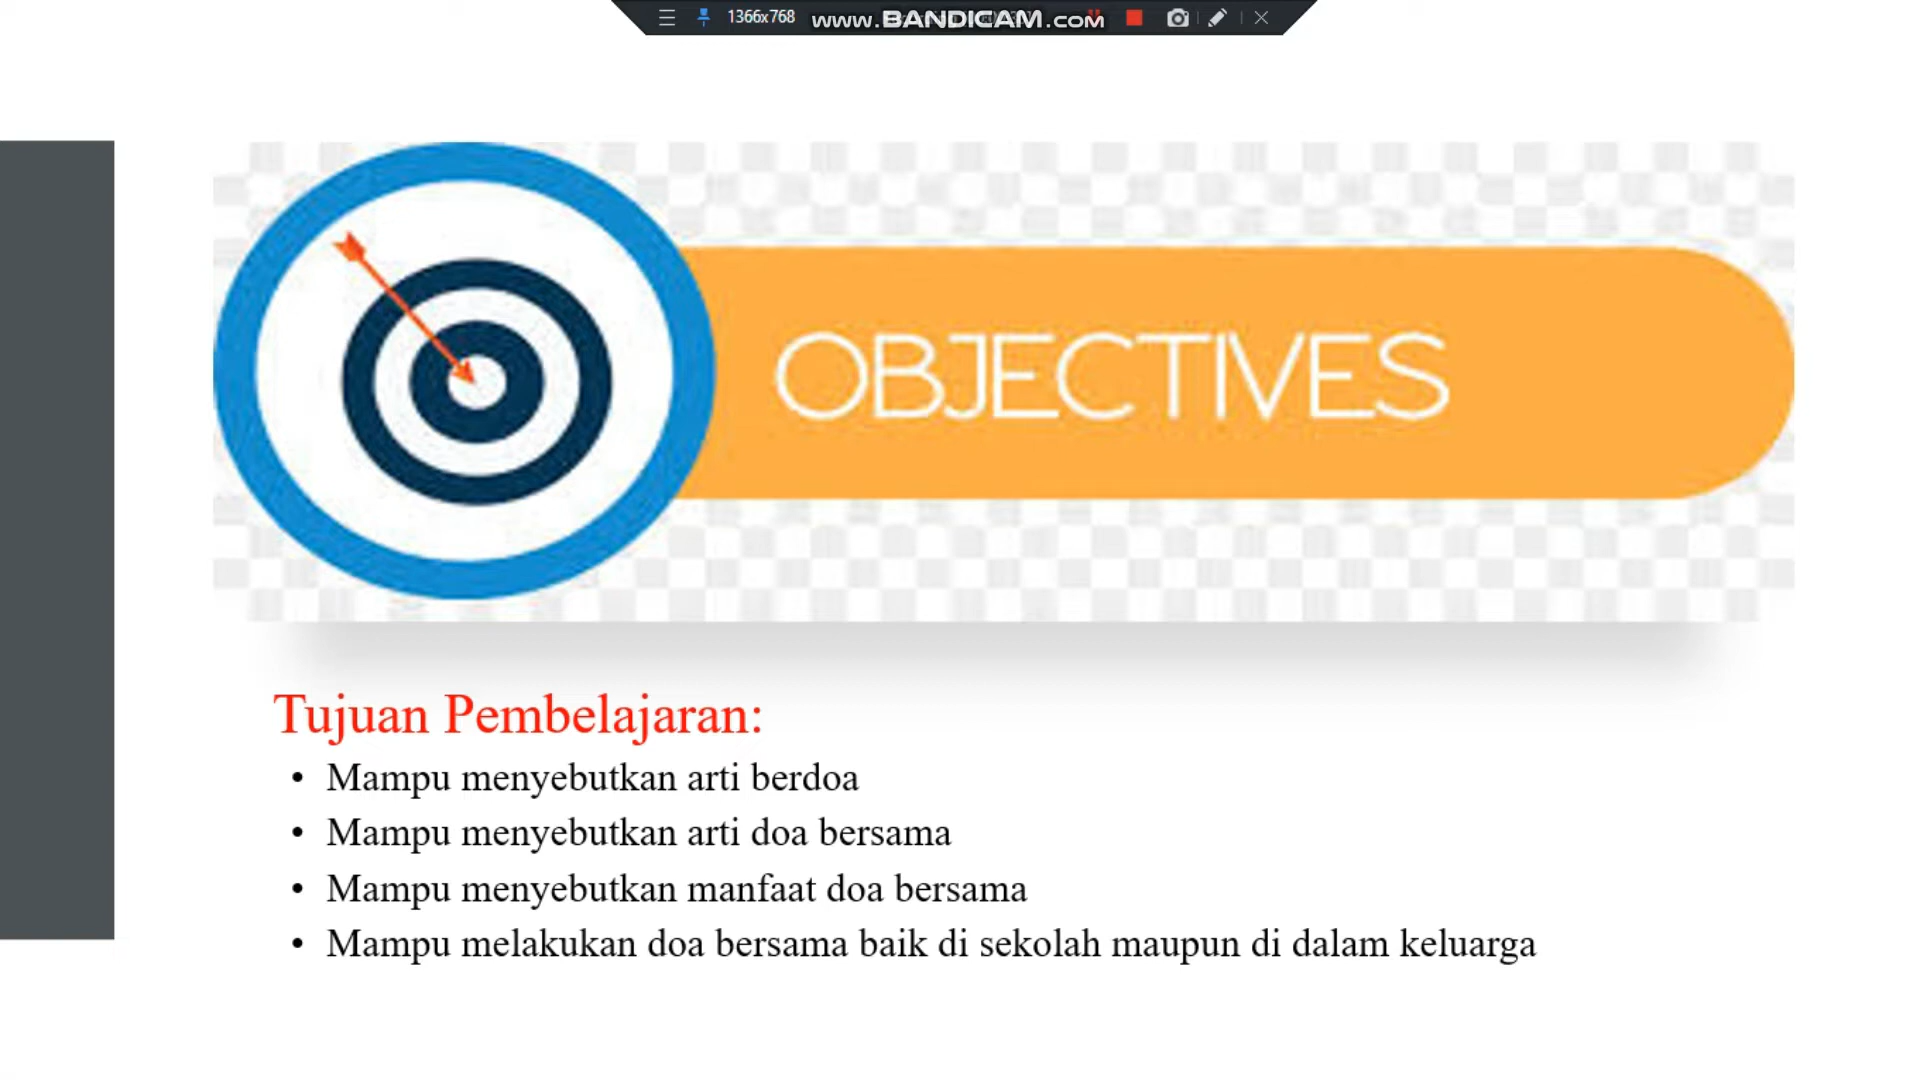 1366x768
www.BANDICAM.com
OBJECTIVES
Tujuan Pembelajaran:
• Mampu menyebutkan arti berdoa
• Mampu menyebutkan arti doa bersama
• Mampu menyebutkan manfaat doa bersama
• Mampu melakukan doa bersama baik di sekolah maupun di dalam keluarga